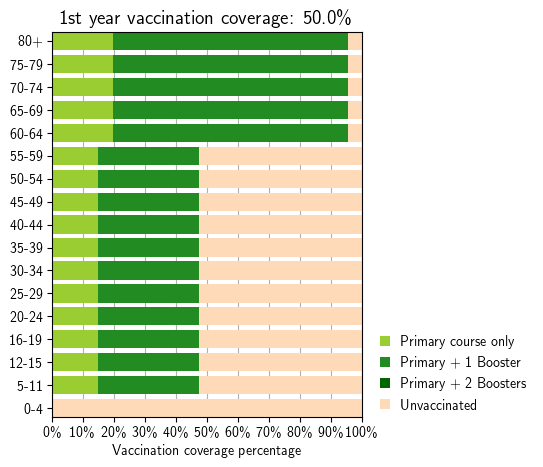 1st year vaccination coverage: 50.0%
80+
75-79
70-74
65-69
60-64
55-59
50-54
45-49
40-44
35-39
30-34
25-29
20-24
16-19
12-15
5-11
0-4
0% 10% 20% 30% 40% 50% 60% 70% 80% 90% 100%
Vaccination coverage percentage
Primary course only
Primary + 1 Booster
Primary + 2 Boosters
Unvaccinated